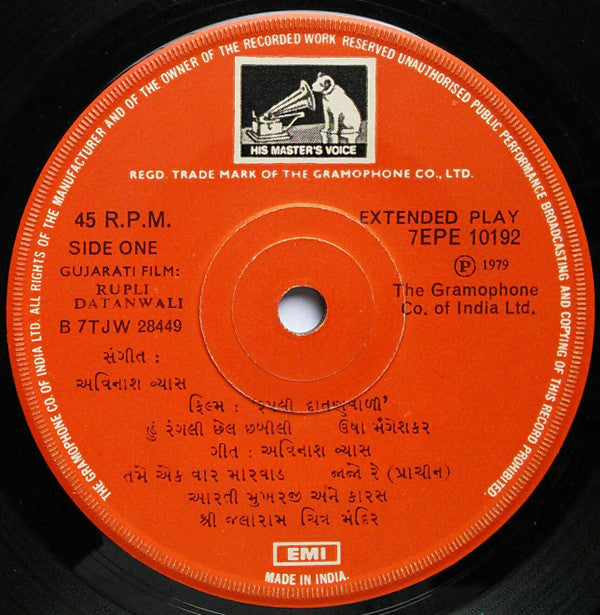 THE GRAMOPHONE CO. OF INDIA LTD. ALL RIGHTS OF THE MANUFACTURER AND OF THE OWNER OF THE RECORDED WORK RESERVED UNAUTHORISED PUBLIC PERFORMANCE BROADCASTING AND COPYING OF THIS RECORD PROHIBITED.
HIS MASTER'S VOICE
REGD. TRADE MARK OF THE GRAMOPHONE CO., LTD.
45 R.P.M.
SIDE ONE
GUJARATI FILM:
RUPLI
DATANWALI
B 7TJW 28449
EXTENDED PLAY
7EPE 10192
Ⓟ 1979
The Gramophone
Co. of India Ltd.
સંગીત :
અવિનાશ વ્યાસ
ફિલ્મ : 'રૂપલી દાતણવાળી'
હું રંગલી છેલ છબીલી ઉષા મંગેશકર
ગીત : અવિનાશ વ્યાસ
તમે એક વાર મારવાડ જાજો રે (પ્રાચીન)
આરતી મુખરજી અને કોરસ
શ્રી જલારામ ચિત્ર મંદિર
EMI
MADE IN INDIA.